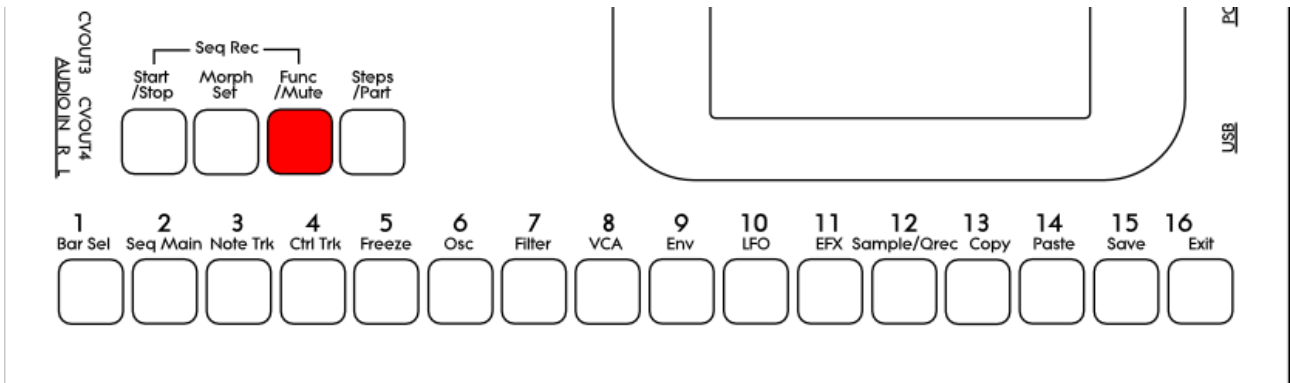 CVOUT3
CVOUT4
AUDIO IN R L
Seq Rec
Start Morph Func Steps
/Stop Set /Mute /Part
PC
USB
1 2 3 4 5 6 7 8 9 10 11 12 13 14 15 16
Bar Sel Seq Main Note Trk Ctrl Trk Freeze Osc Filter VCA Env LFO EFX Sample/Qrec Copy Paste Save Exit